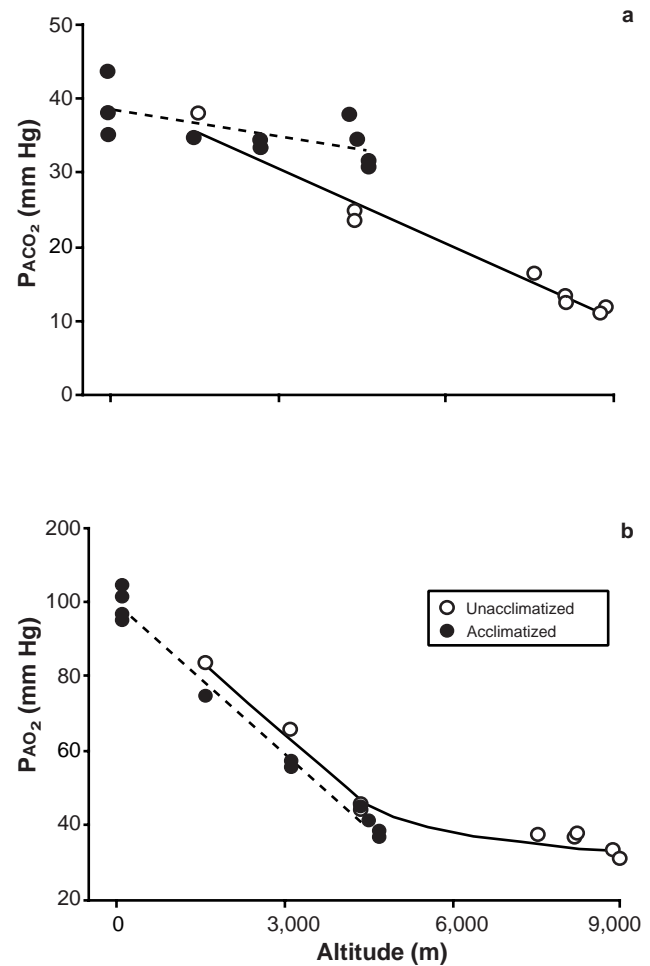 a
50
40
30
20
10
0
PACO2 (mm Hg)
b
200
100
80
60
40
20
PAO2 (mm Hg)
Unacclimatized
Acclimatized
0 3,000 6,000 9,000
Altitude (m)